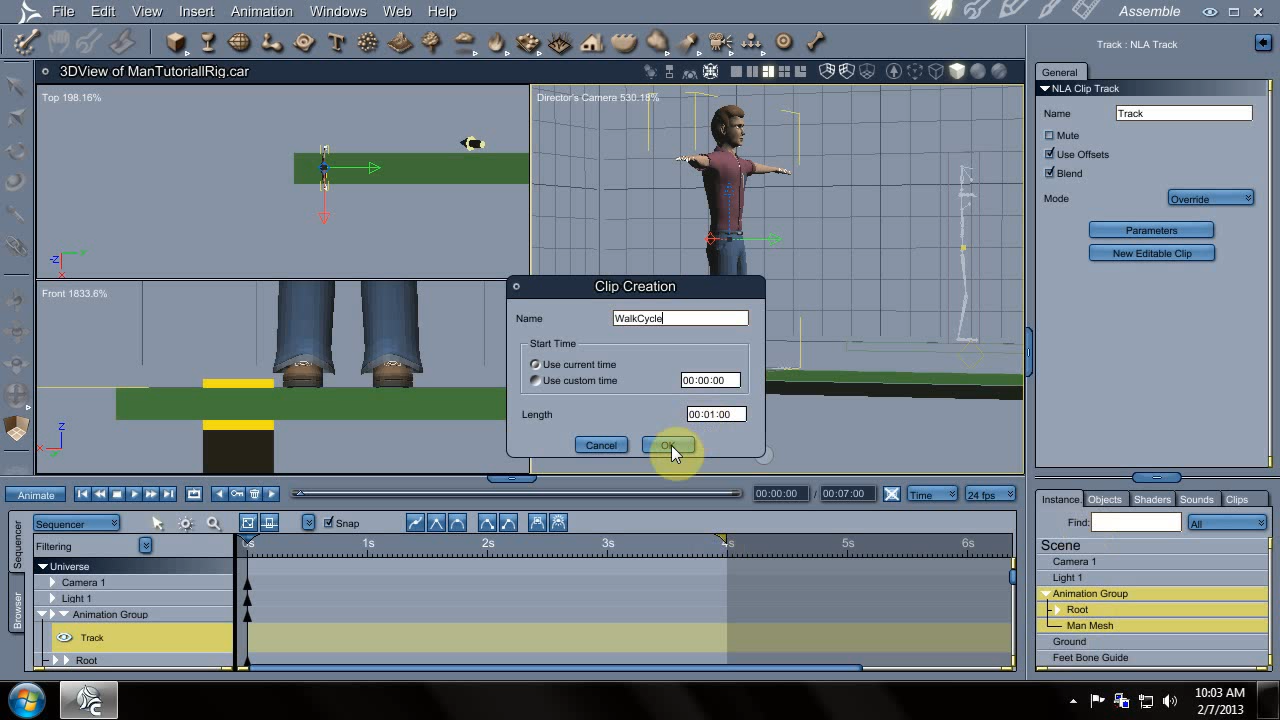 File Edit View Insert Animation Windows Web Help
Assemble
3DView of ManTutoriallRig.car
Top 198.16%
Director's Camera 530.18%
Front 1833.6%
Z
X
Track : NLA Track
General
NLA Clip Track
Name Track
Mute
Use Offsets
Blend
Mode Override
Parameters
New Editable Clip
Clip Creation
Name WalkCycle
Start Time
Use current time
Use custom time 00:00:00
Length 00:01:00
Cancel OK
Animate 00:00:00 / 00:07:00 Time 24 fps
Sequencer
Browser
Sequencer Snap
Filtering
1s 2s 3s 4s 5s 6s
Universe
Camera 1
Light 1
Animation Group
Track
Root
Instance Objects Shaders Sounds Clips
Find: All
Scene
Camera 1
Light 1
Animation Group
Root
Man Mesh
Ground
Feet Bone Guide
10:03 AM
2/7/2013